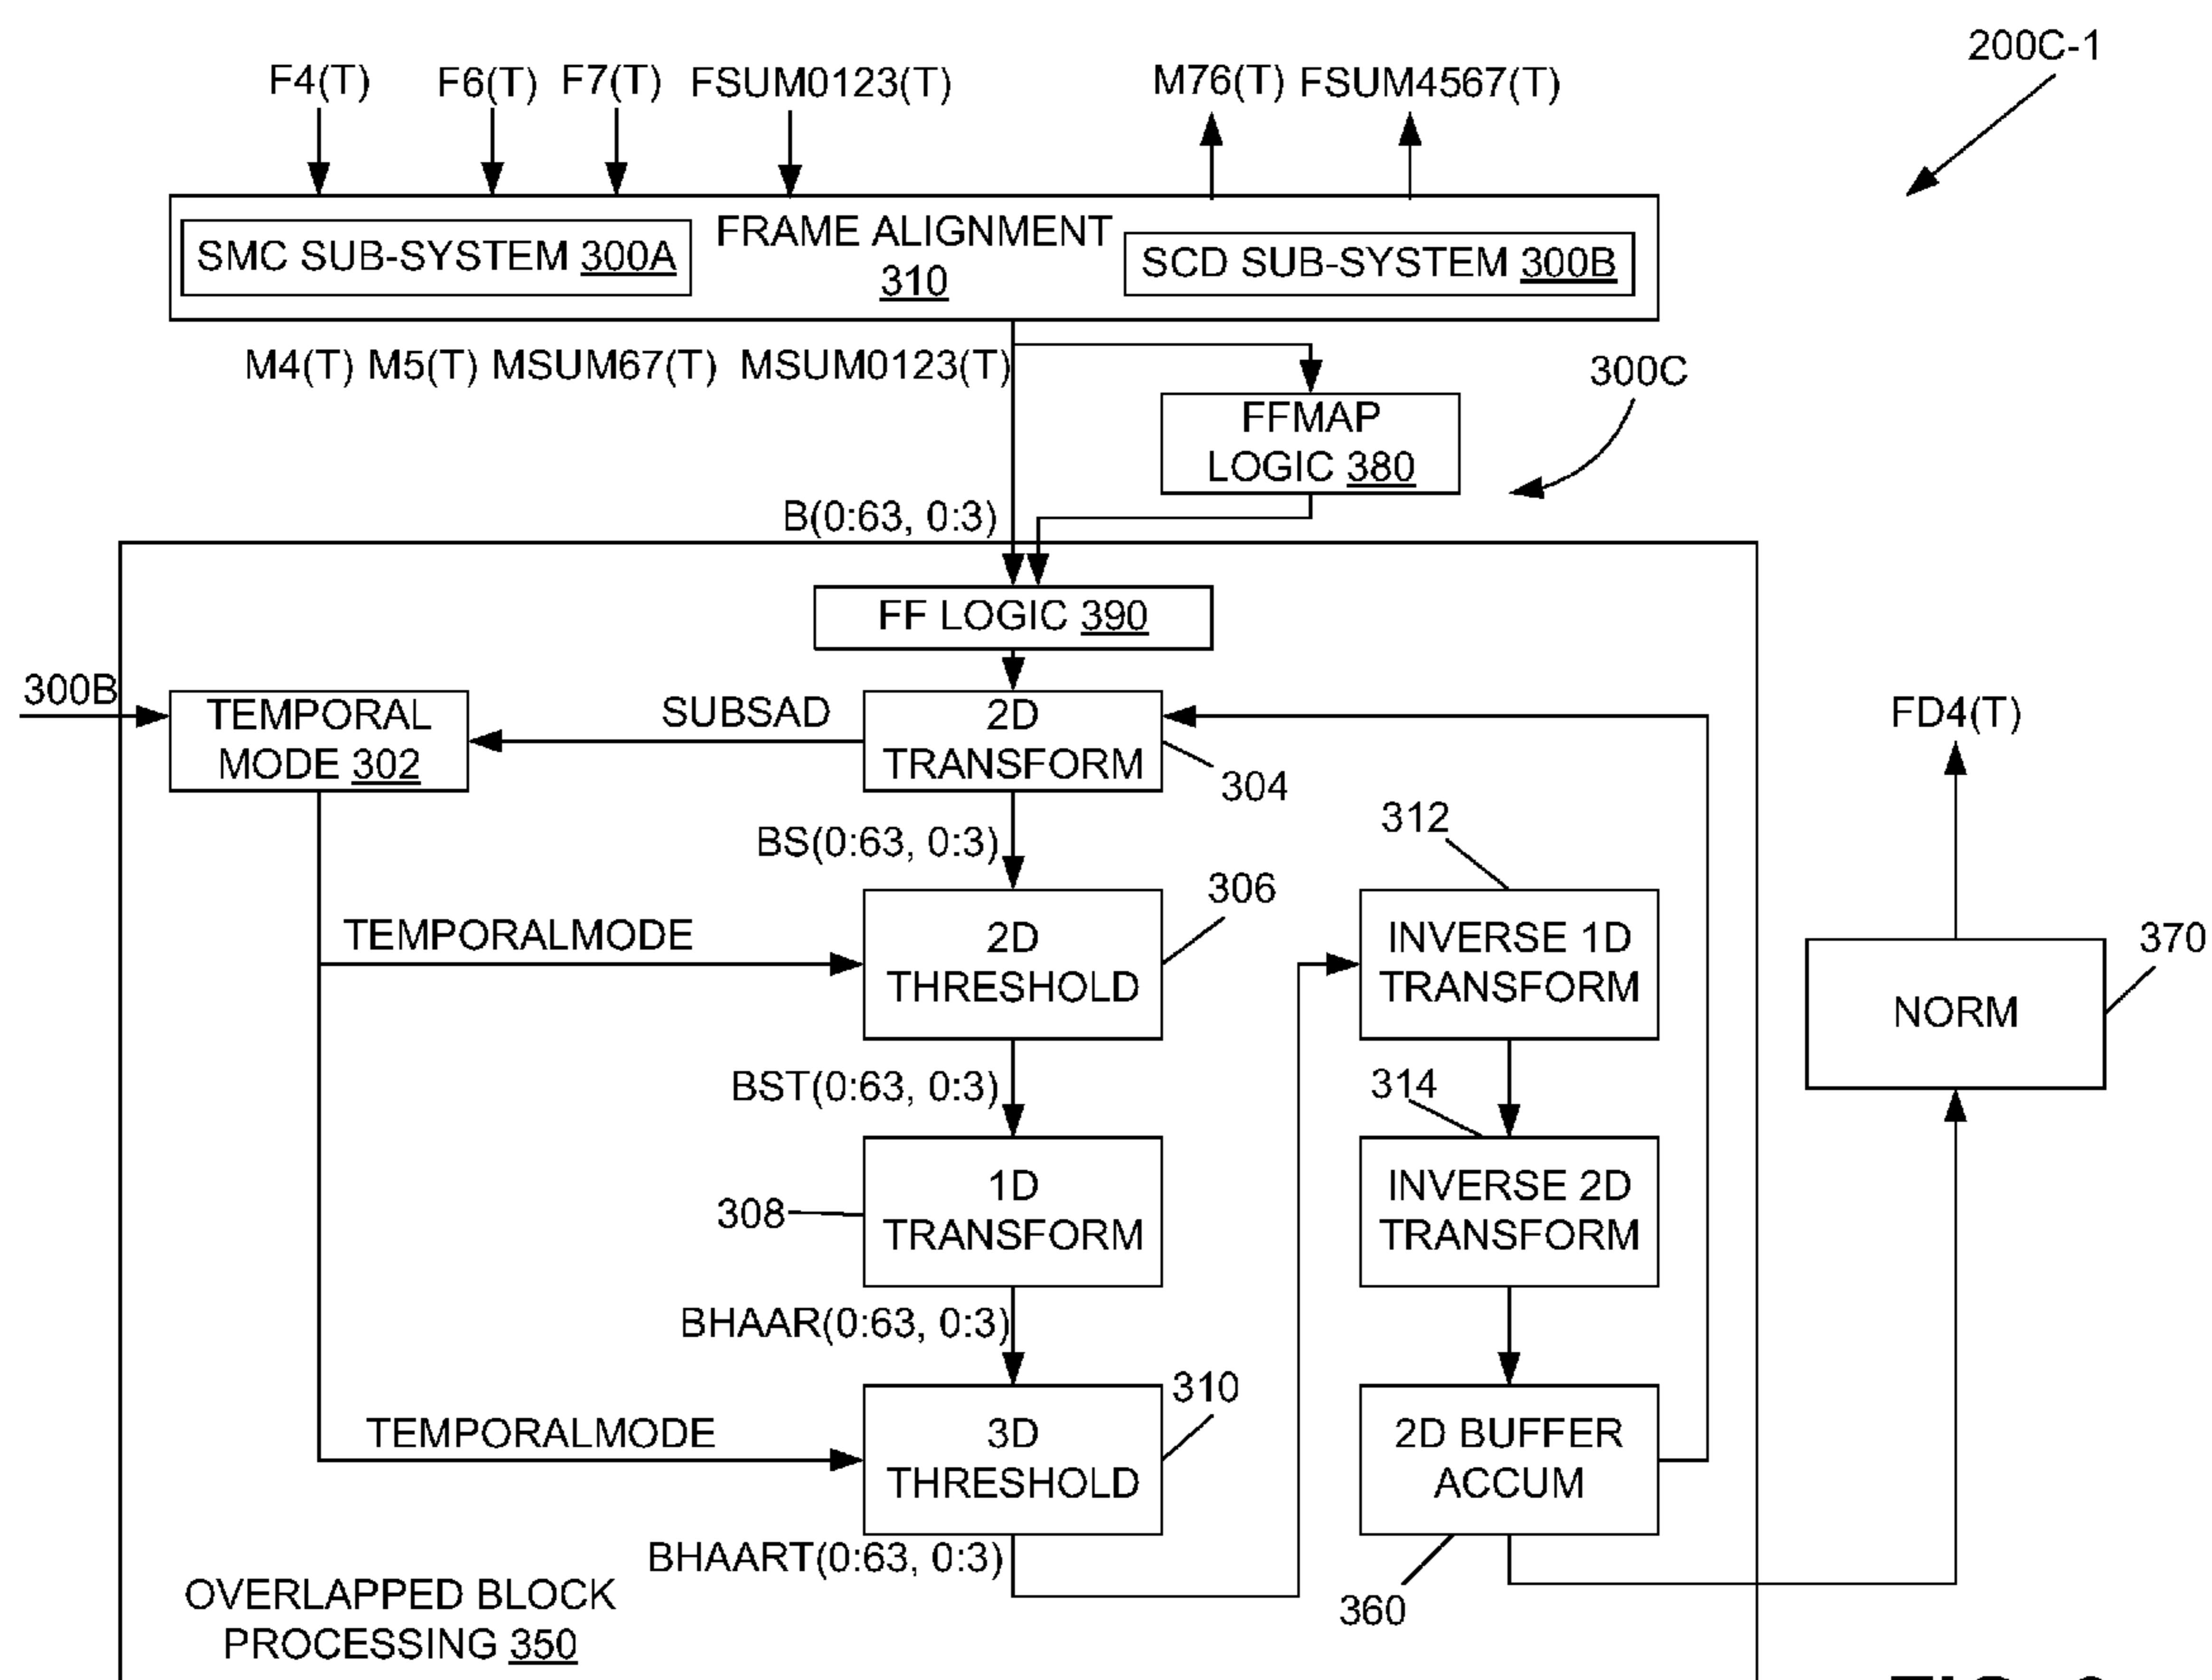 200C-1
F4(T) F6(T) F7(T) FSUM0123(T) M76(T) FSUM4567(T)
SMC SUB-SYSTEM 300A
FRAME ALIGNMENT
310
SCD SUB-SYSTEM 300B
M4(T) M5(T) MSUM67(T) MSUM0123(T)
300C
FFMAP
LOGIC 380
B(0:63, 0:3)
FF LOGIC 390
300B
TEMPORAL
MODE 302
SUBSAD
2D
TRANSFORM
304
FD4(T)
BS(0:63, 0:3)
312
306
TEMPORALMODE
2D
THRESHOLD
INVERSE 1D
TRANSFORM
370
NORM
BST(0:63, 0:3)
314
308
1D
TRANSFORM
INVERSE 2D
TRANSFORM
BHAAR(0:63, 0:3)
310
TEMPORALMODE
3D
THRESHOLD
2D BUFFER
ACCUM
BHAART(0:63, 0:3)
360
OVERLAPPED BLOCK
PROCESSING 350